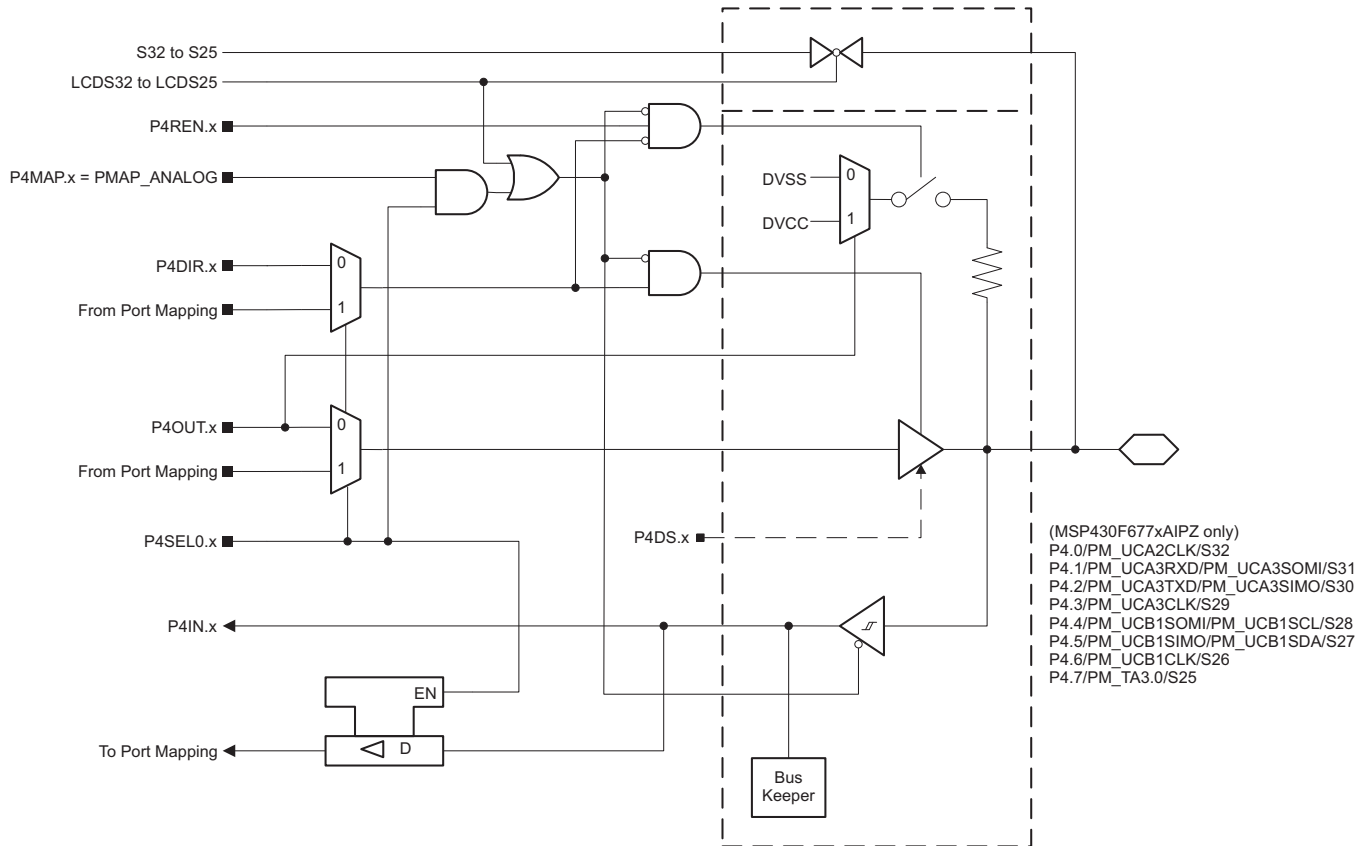 S32 to S25
LCDS32 to LCDS25
P4REN.x
P4MAP.x = PMAP_ANALOG
DVSS
0
DVCC
1
P4DIR.x
0
From Port Mapping
1
P4OUT.x
0
From Port Mapping
1
P4SEL0.x
P4DS.x
(MSP430F677xAIPZ only)
P4.0/PM_UCA2CLK/S32
P4.1/PM_UCA3RXD/PM_UCA3SOMI/S31
P4.2/PM_UCA3TXD/PM_UCA3SIMO/S30
P4.3/PM_UCA3CLK/S29
P4.4/PM_UCB1SOMI/PM_UCB1SCL/S28
P4.5/PM_UCB1SIMO/PM_UCB1SDA/S27
P4.6/PM_UCB1CLK/S26
P4.7/PM_TA3.0/S25
P4IN.x
EN
To Port Mapping
D
Bus
Keeper